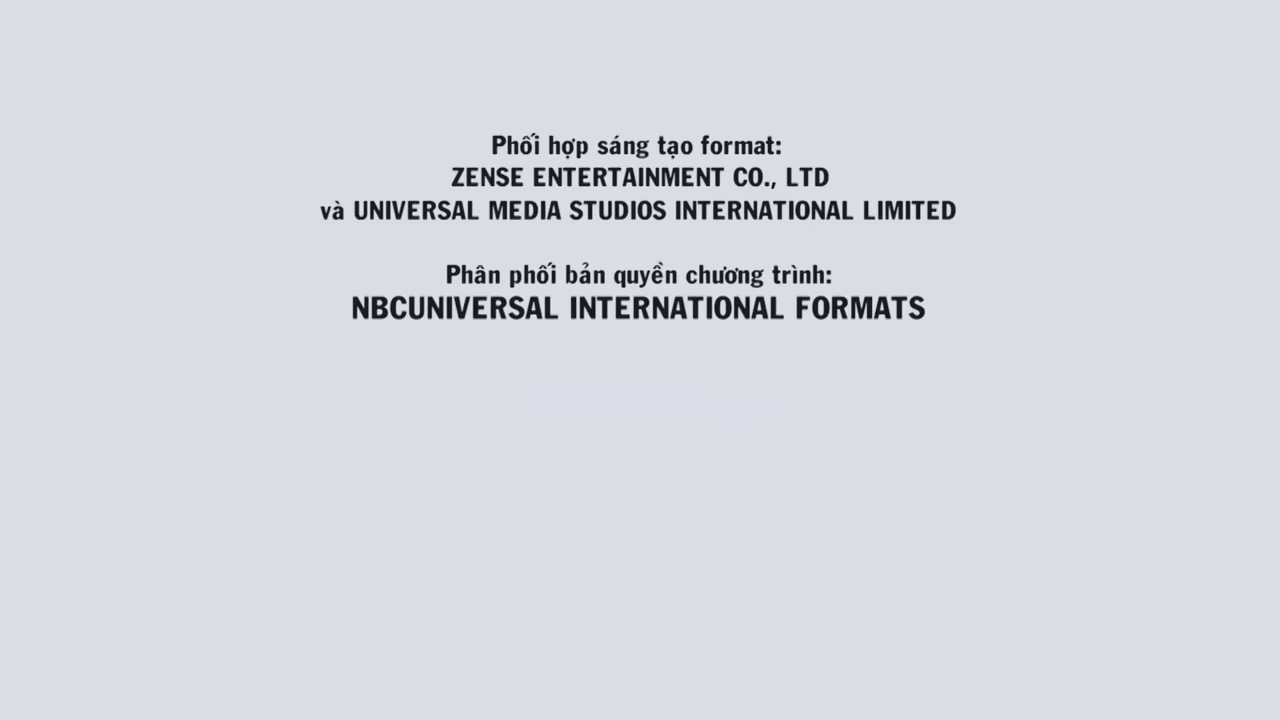 Phối hợp sáng tạo format:
ZENSE ENTERTAINMENT CO., LTD
và UNIVERSAL MEDIA STUDIOS INTERNATIONAL LIMITED
Phân phối bản quyền chương trình:
NBCUNIVERSAL INTERNATIONAL FORMATS